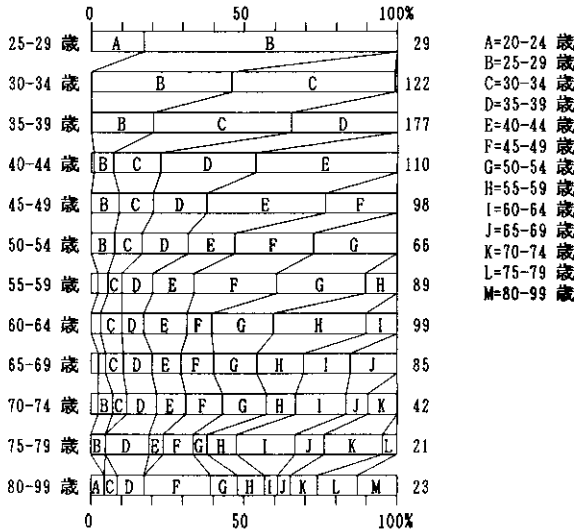 0 50 100%
25-29 歳 A B 29 A=20-24 歳
B=25-29 歳
30-34 歳 B C 122 C=30-34 歳
D=35-39 歳
35-39 歳 B C D 177 E=40-44 歳
F=45-49 歳
40-44 歳 B C D E 110 G=50-54 歳
H=55-59 歳
45-49 歳 B C D E F 98 I=60-64 歳
J=65-69 歳
50-54 歳 B C D E F G 66 K=70-74 歳
L=75-79 歳
55-59 歳 C D E F G H 89 M=80-99 歳
60-64 歳 C D E F G H I 99
65-69 歳 C D E F G H I J 85
70-74 歳 B C D E F G H I J K 42
75-79 歳 B D E F G H I J K L 21
80-99 歳 A C D F G H I J K L M 23
0 50 100%